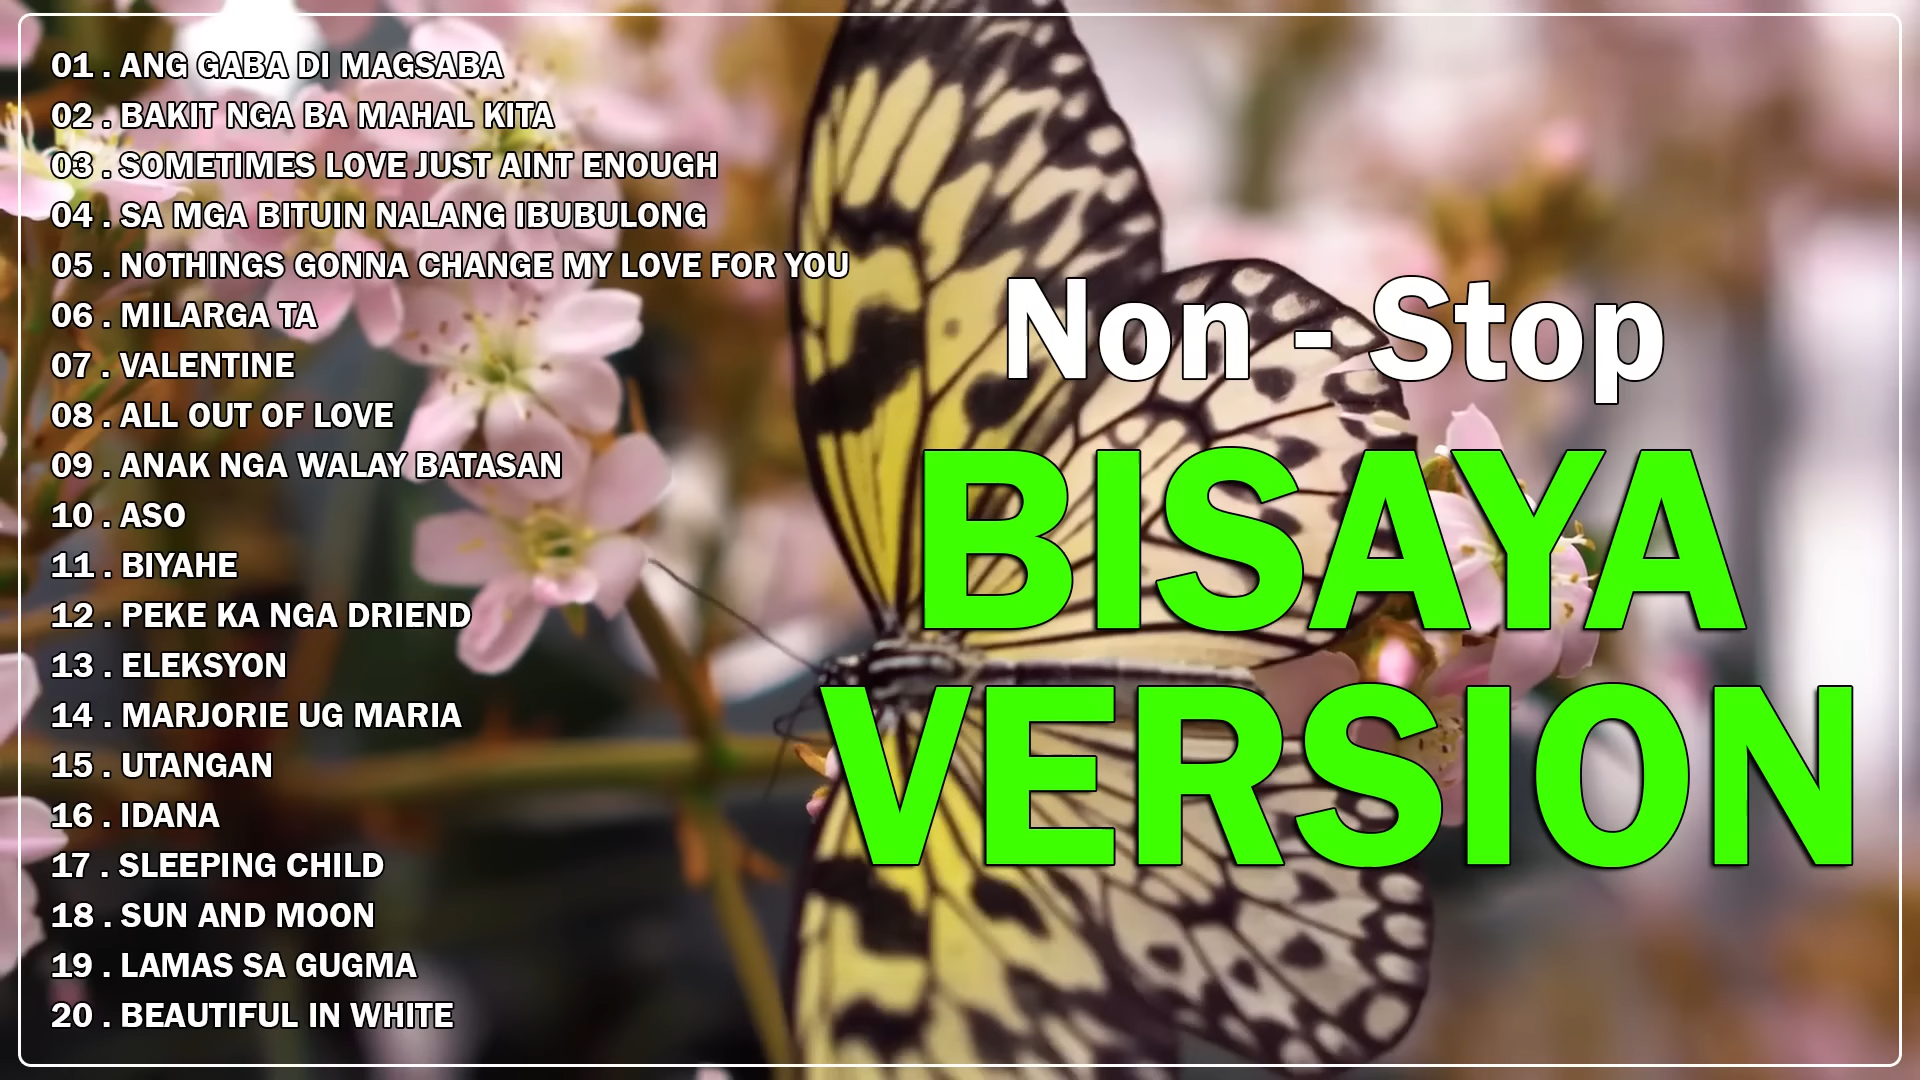 01 . ANG GABA DI MAGSABA
02 . BAKIT NGA BA MAHAL KITA
03 . SOMETIMES LOVE JUST AINT ENOUGH
04 . SA MGA BITUIN NALANG IBUBULONG
05 . NOTHINGS GONNA CHANGE MY LOVE FOR YOU
06 . MILARGA TA
07 . VALENTINE
08 . ALL OUT OF LOVE
09 . ANAK NGA WALAY BATASAN
10 . ASO
11 . BIYAHE
12 . PEKE KA NGA DRIEND
13 . ELEKSYON
14 . MARJORIE UG MARIA
15 . UTANGAN
16 . IDANA
17 . SLEEPING CHILD
18 . SUN AND MOON
19 . LAMAS SA GUGMA
20 . BEAUTIFUL IN WHITE
Non - Stop
BISAYA
VERSION